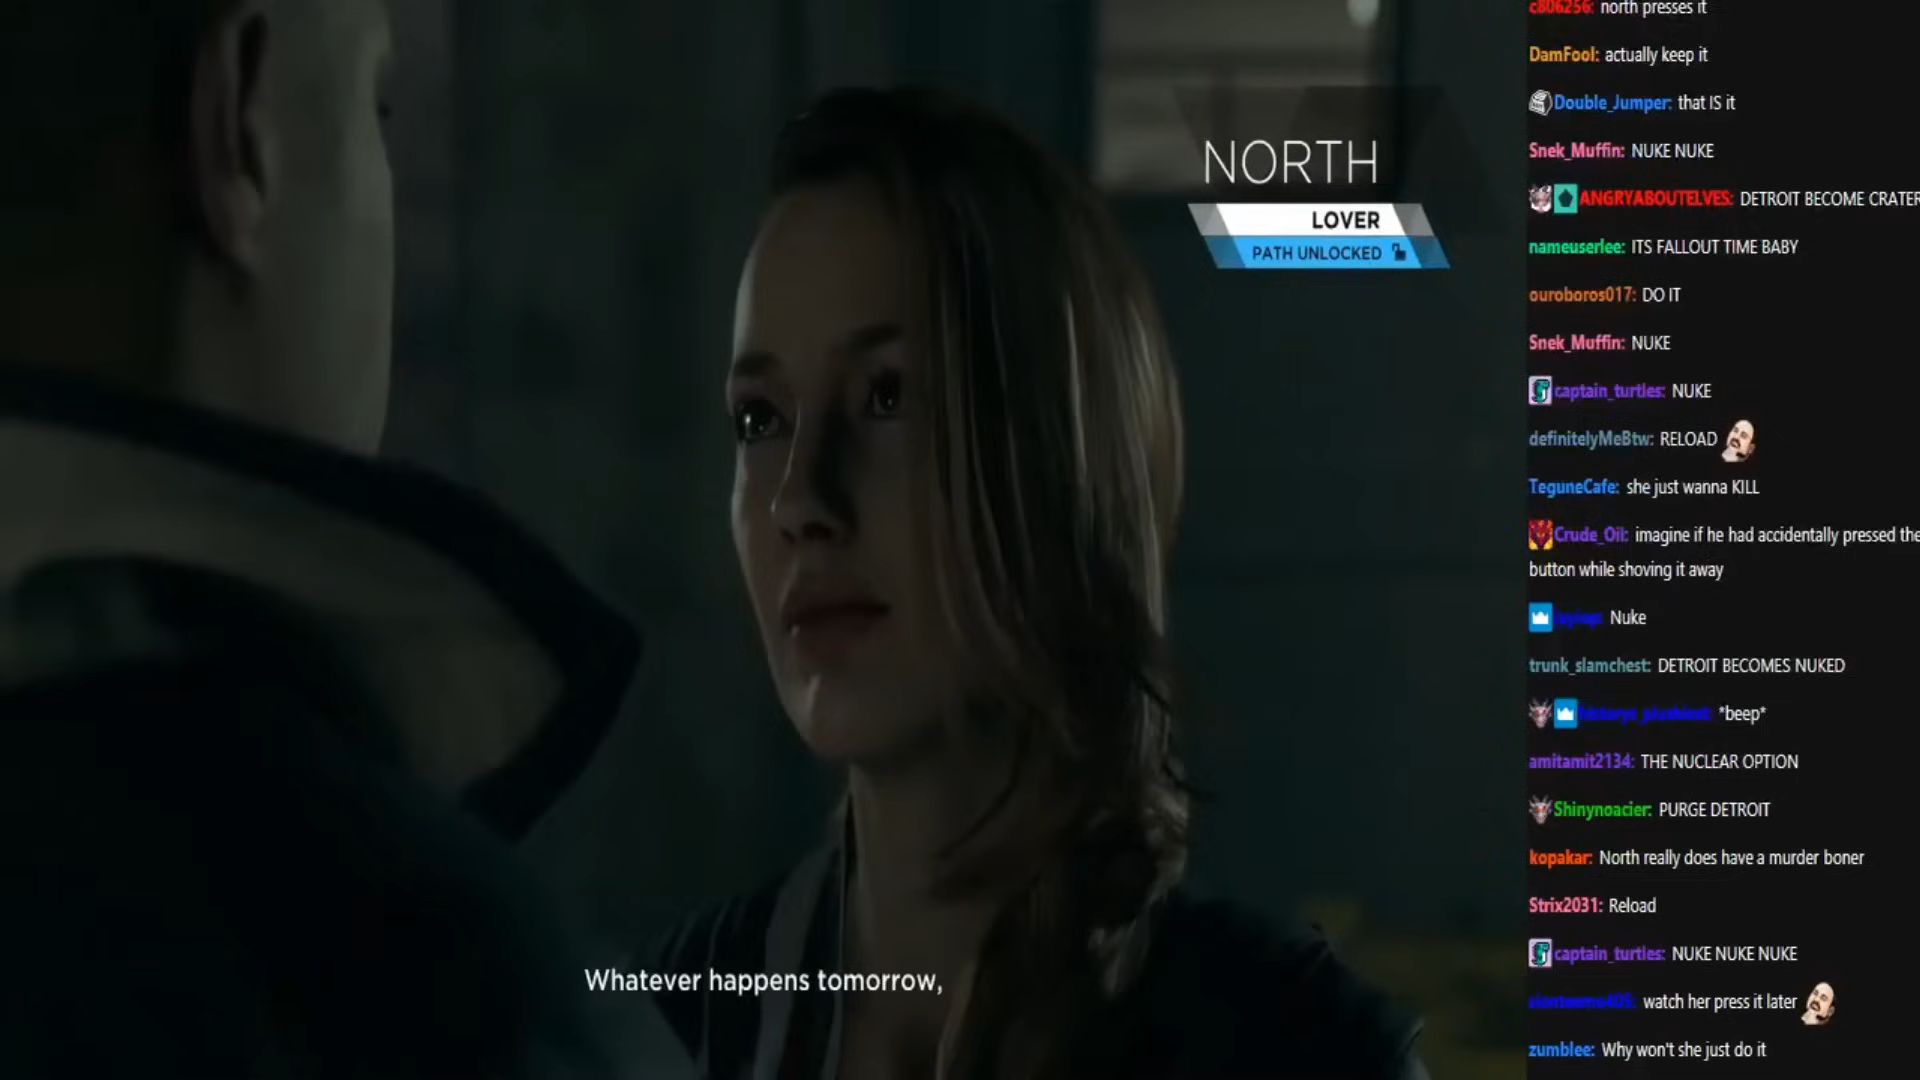 NORTH
LOVER
PATH UNLOCKED
Whatever happens tomorrow,
c806256: north presses it
DamFool: actually keep it
Double_Jumper: that IS it
Snek_Muffin: NUKE NUKE
ANGRYABOUTELVES: DETROIT BECOME CRATER
nameuserlee: ITS FALLOUT TIME BABY
ouroboros017: DO IT
Snek_Muffin: NUKE
captain_turtles: NUKE
definitelyMeBtw: RELOAD
TeguneCafe: she just wanna KILL
Crude_Oil: imagine if he had accidentally pressed the
button while shoving it away
Nuke
trunk_slamchest: DETROIT BECOMES NUKED
*beep*
amitamit2134: THE NUCLEAR OPTION
Shinynoacier: PURGE DETROIT
kopakar: North really does have a murder boner
Strix2031: Reload
captain_turtles: NUKE NUKE NUKE
watch her press it later
zumblee: Why won't she just do it